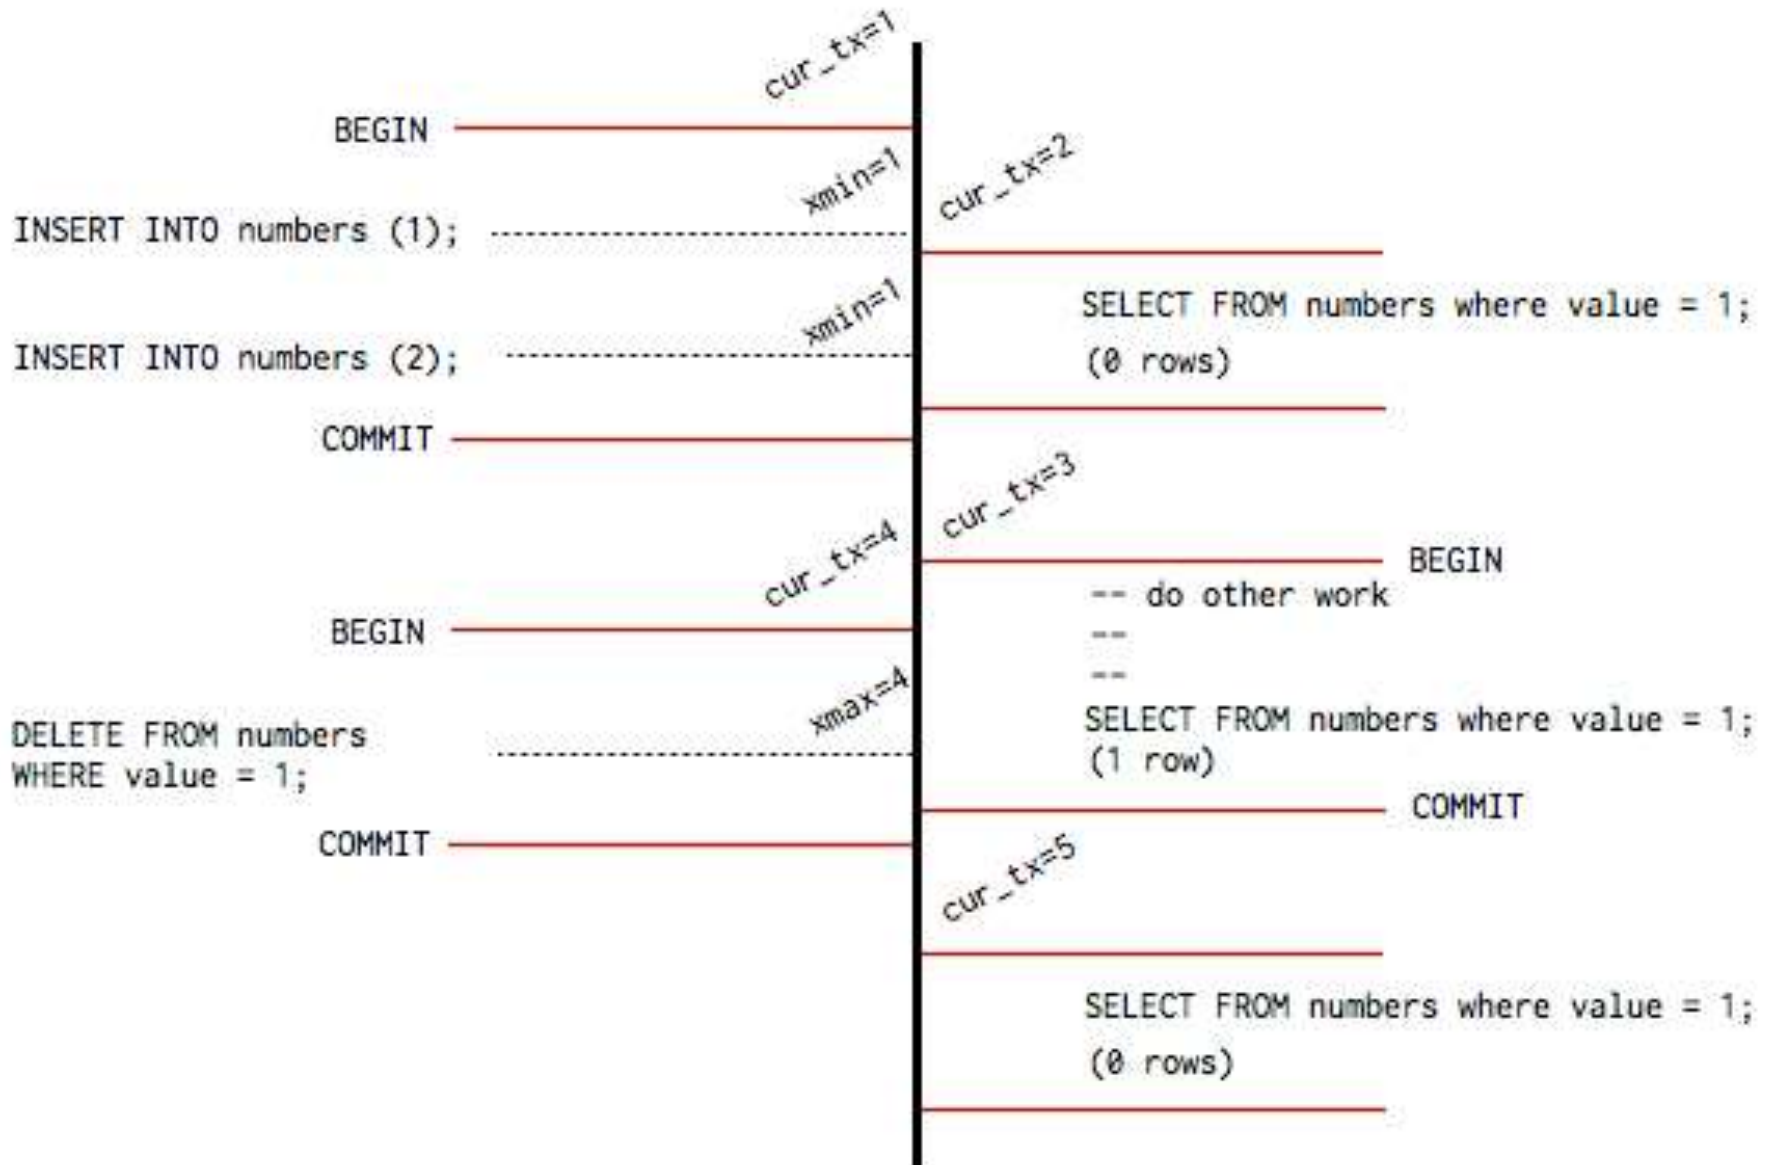 cur_tx=1
BEGIN
xmin=1
cur_tx=2
INSERT INTO numbers (1);
xmin=1
SELECT FROM numbers where value = 1;
INSERT INTO numbers (2);
(0 rows)
COMMIT
cur_tx=3
cur_tx=4
BEGIN
-- do other work
BEGIN
--
--
xmax=4
SELECT FROM numbers where value = 1;
DELETE FROM numbers
(1 row)
WHERE value = 1;
COMMIT
COMMIT
cur_tx=5
SELECT FROM numbers where value = 1;
(0 rows)